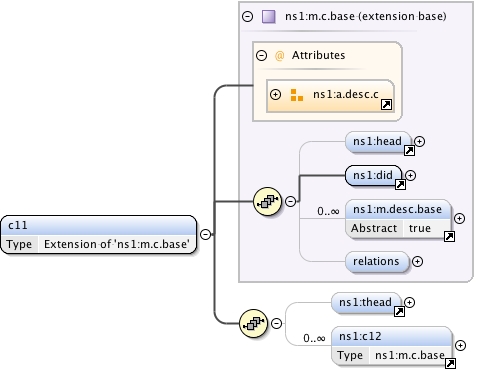 ns1:m.c.base (extension base)
@ Attributes
ns1:a.desc.c
ns1:head
ns1:did
0..∞
ns1:m.desc.base
Abstract true
relations
c11
Type Extension of 'ns1:m.c.base'
ns1:thead
0..∞
ns1:c12
Type ns1:m.c.base